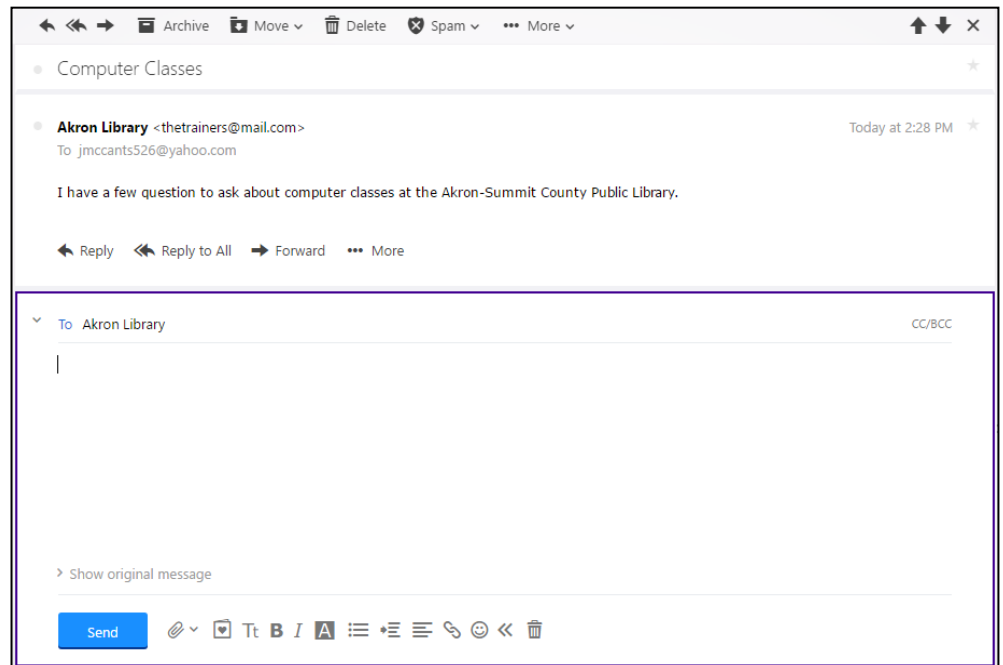 Archive Move Delete Spam More
Computer Classes
Akron Library <thetrainers@mail.com> Today at 2:28 PM
To jmccants526@yahoo.com
I have a few question to ask about computer classes at the Akron-Summit County Public Library.
Reply Reply to All Forward More
To Akron Library CC/BCC
Show original message
Send Tt B I A